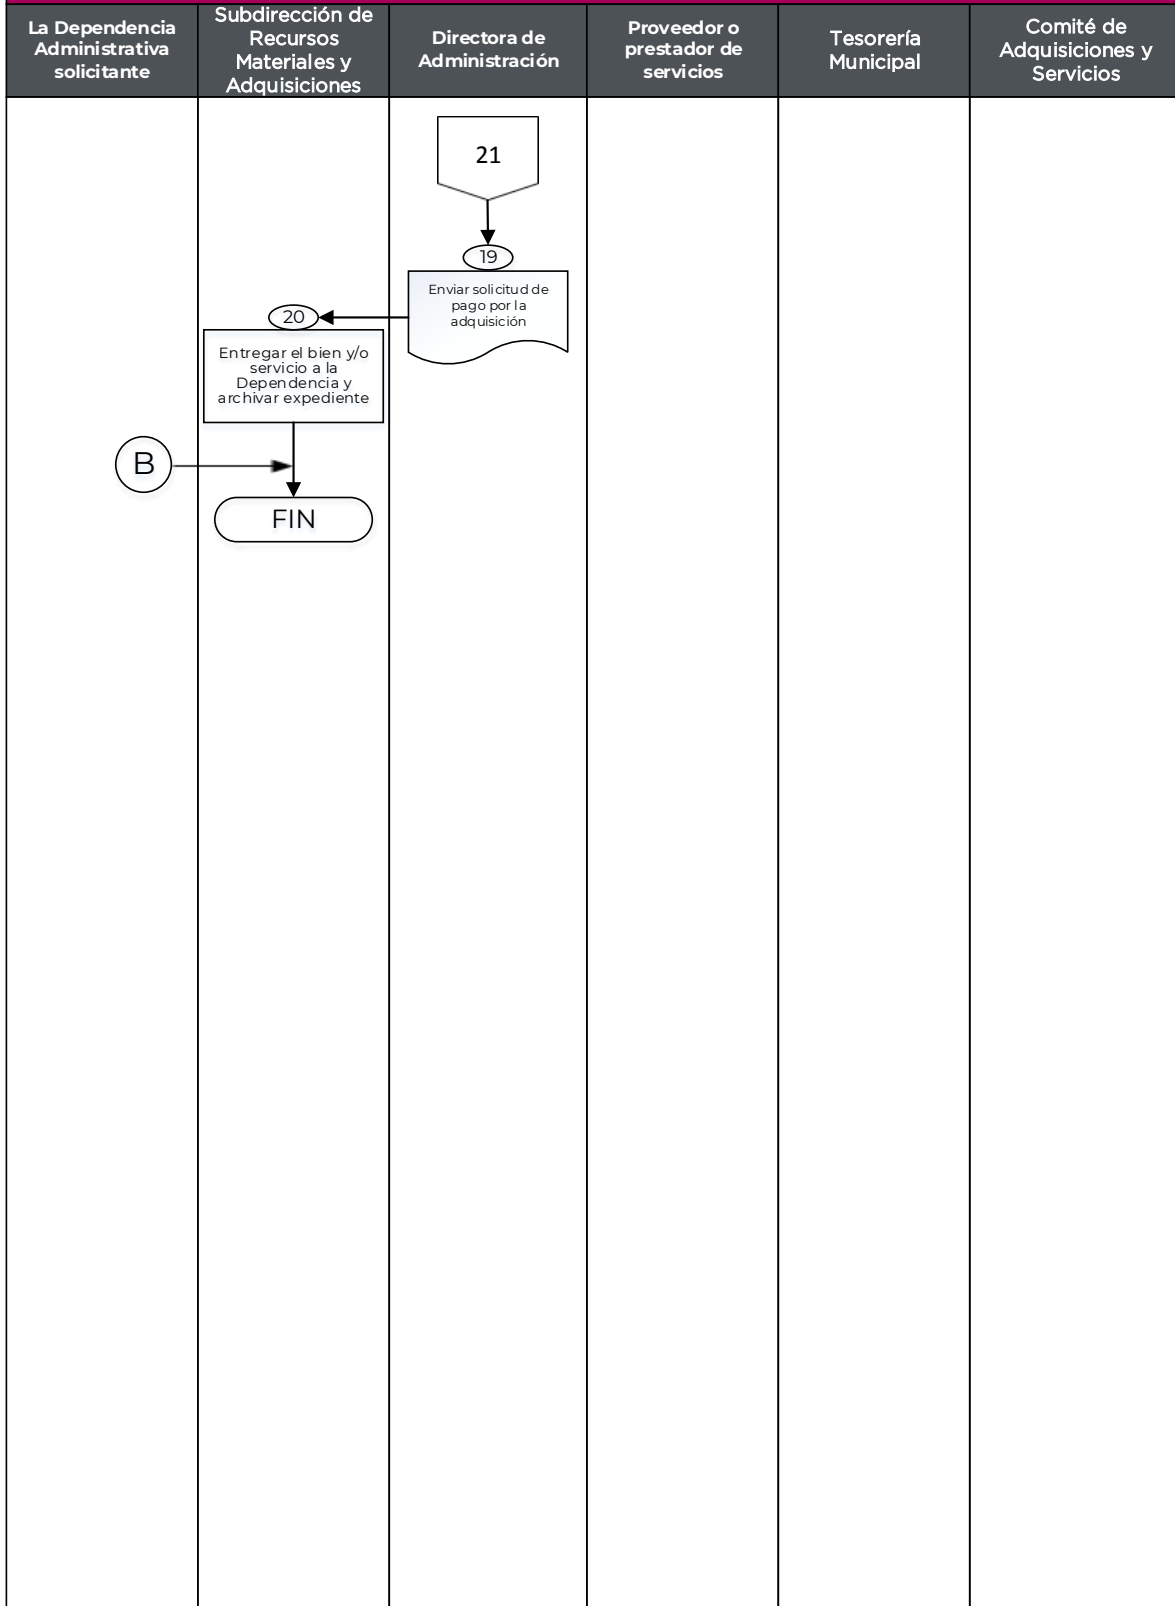 La Dependencia
Administrativa
solicitante
Subdirección de
Recursos
Materiales y
Adquisiciones
Directora de
Administración
Proveedor o
prestador de
servicios
Tesorería
Municipal
Comité de
Adquisiciones y
Servicios
21
19
Enviar solicitud de
pago por la
adquisición
20
Entregar el bien y/o
servicio a la
Dependencia y
archivar expediente
B
FIN